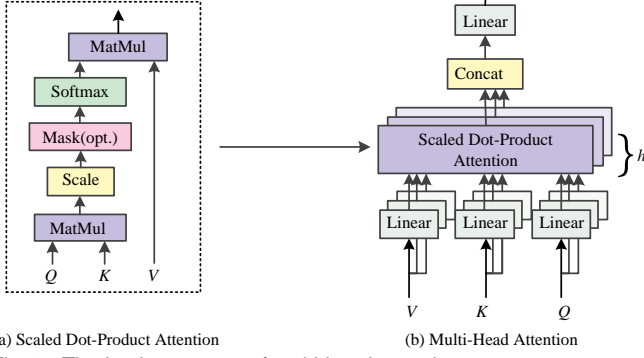 MatMul
Softmax
Mask(opt.)
Scale
MatMul
Q K V
Linear
Concat
Scaled Dot-Product
Attention
h
Linear Linear Linear
V K Q
a) Scaled Dot-Product Attention
(b) Multi-Head Attention